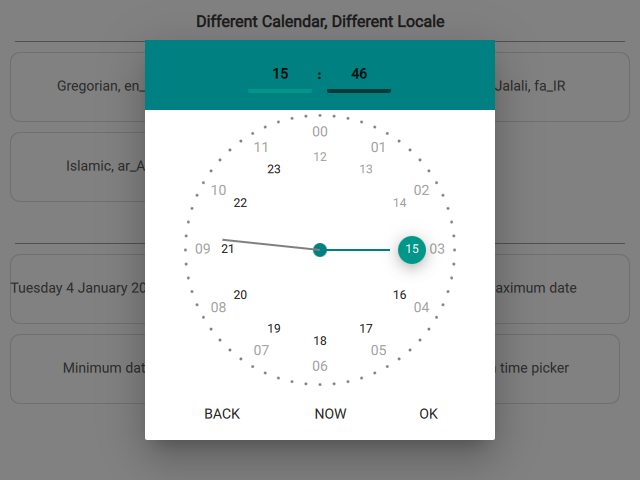 Different Calendar, Different Locale
Gregorian, en_
Jalali, fa_IR
Islamic, ar_A
Tuesday 4 January 20
aximum date
Minimum dat
time picker
15 : 46
00
11 01
12
23 13
10 02
22 14
09 21 15 03
20 16
08 04
19 17
18
07 05
06
BACK NOW OK